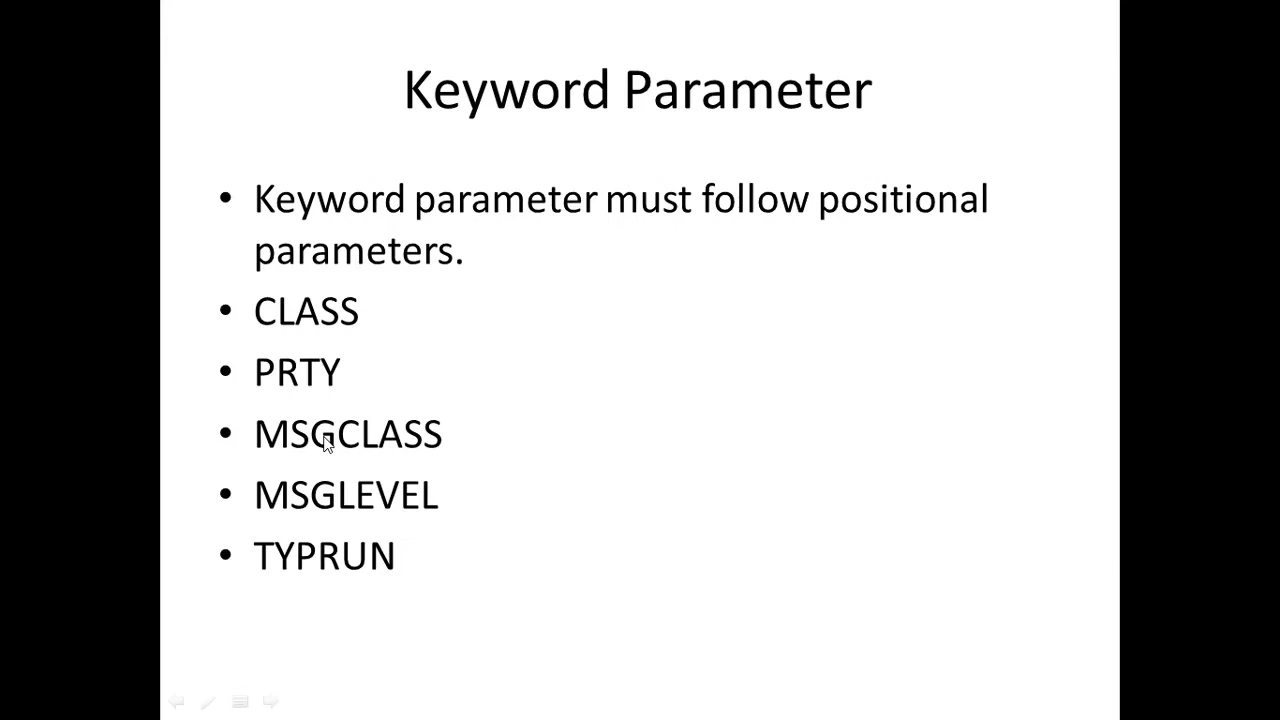 Keyword Parameter
• Keyword parameter must follow positional
parameters.
• CLASS
• PRTY
• MSGCLASS
• MSGLEVEL
• TYPRUN